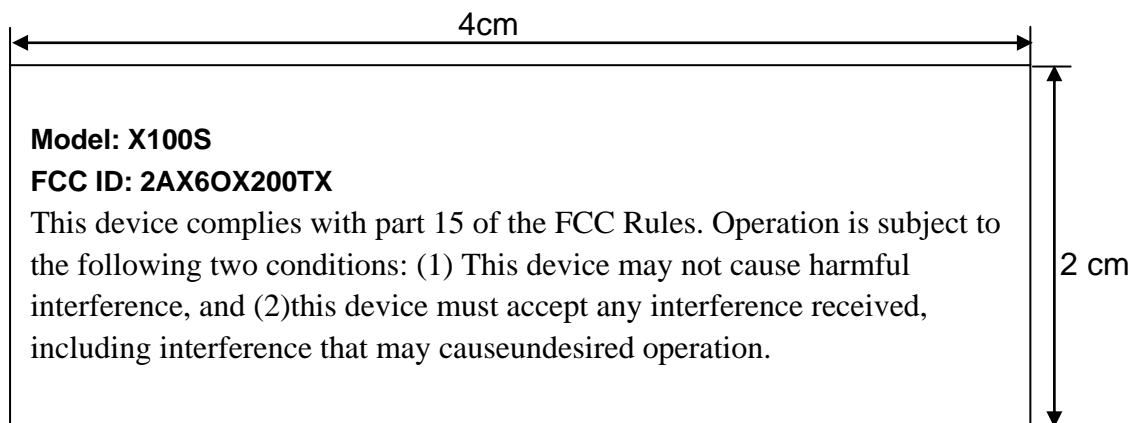 4cm
Model: X100S
FCC ID: 2AX6OX200TX
This device complies with part 15 of the FCC Rules. Operation is subject to
the following two conditions: (1) This device may not cause harmful
interference, and (2)this device must accept any interference received,
including interference that may causeundesired operation.
2 cm